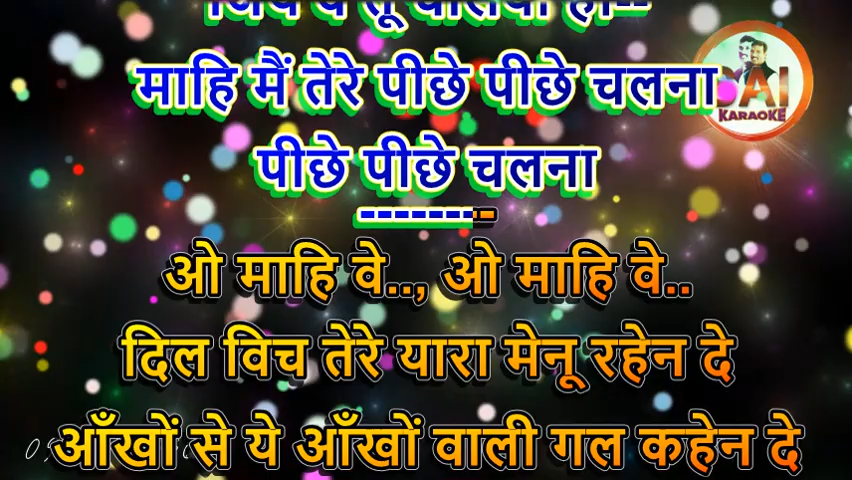 माहि मैं तेरे पीछे पीछे चलना
KARAOKE
पीछे पीछे चलना
--------
ओ माहि वे.., ओ माहि वे..
दिल विच तेरे यारा मेनू रहेन दे
आँखों से ये आँखों वाली गल कहेन दे